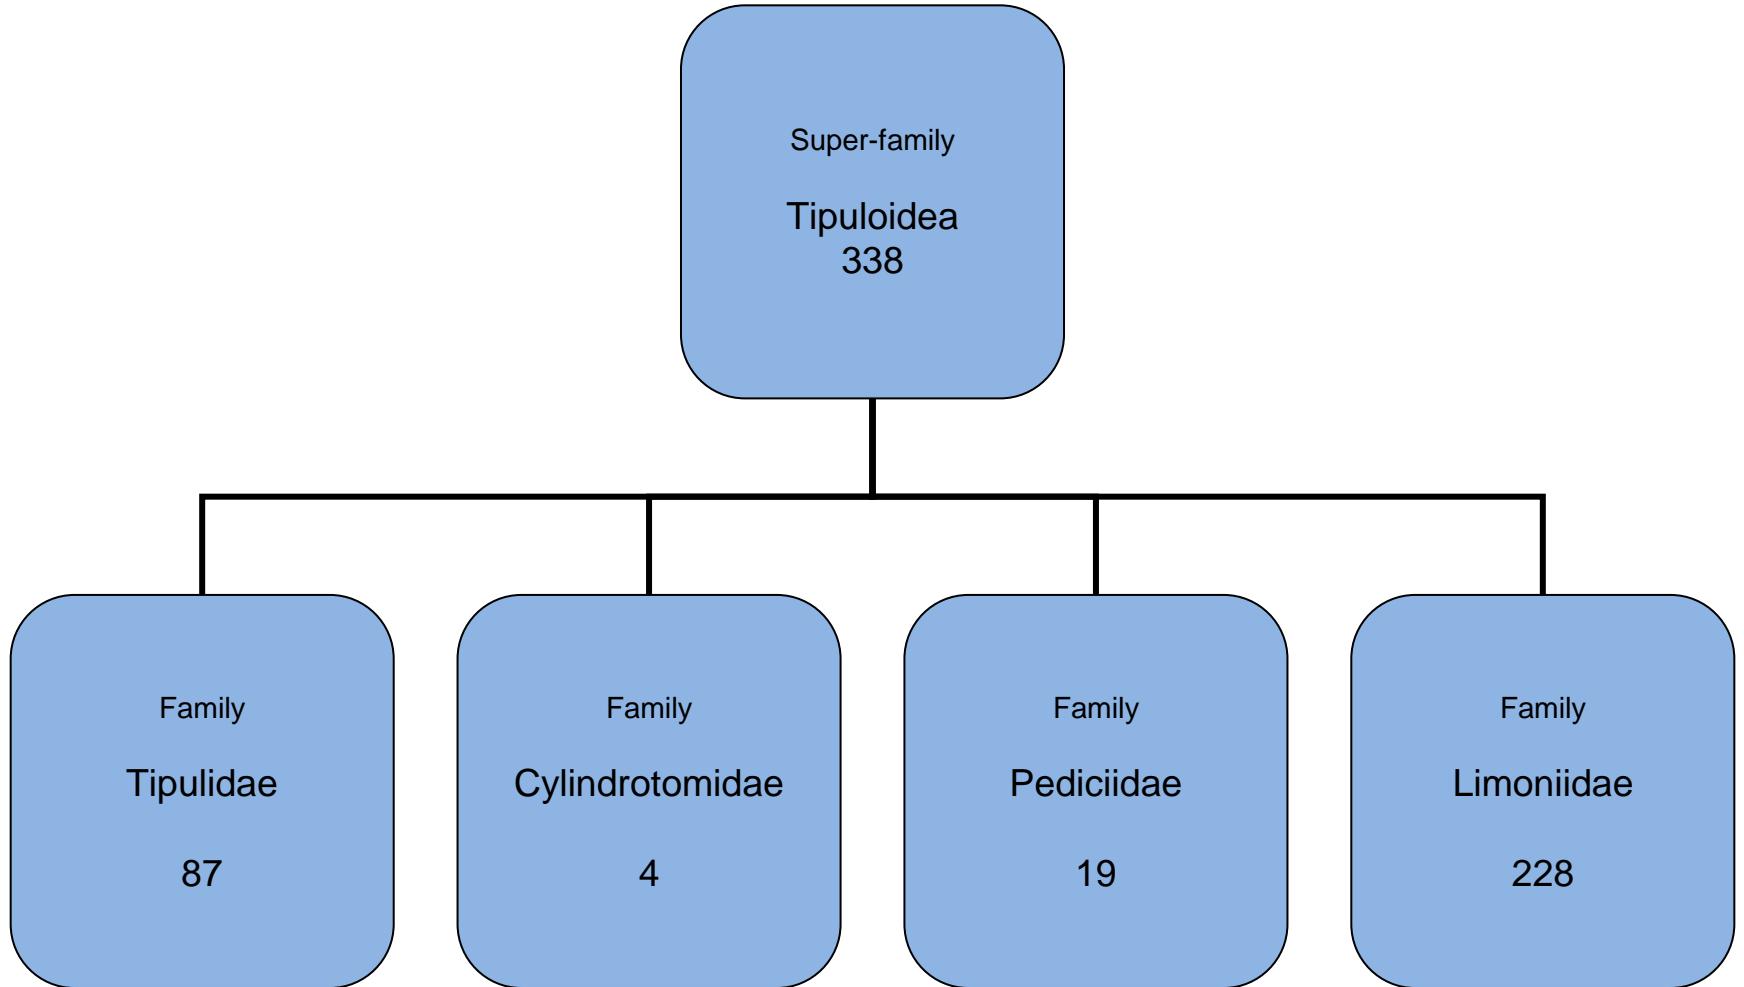 Super-family
Tipuloidea
338
Family
Tipulidae
87
Family
Cylindrotomidae
4
Family
Pediciidae
19
Family
Limoniidae
228